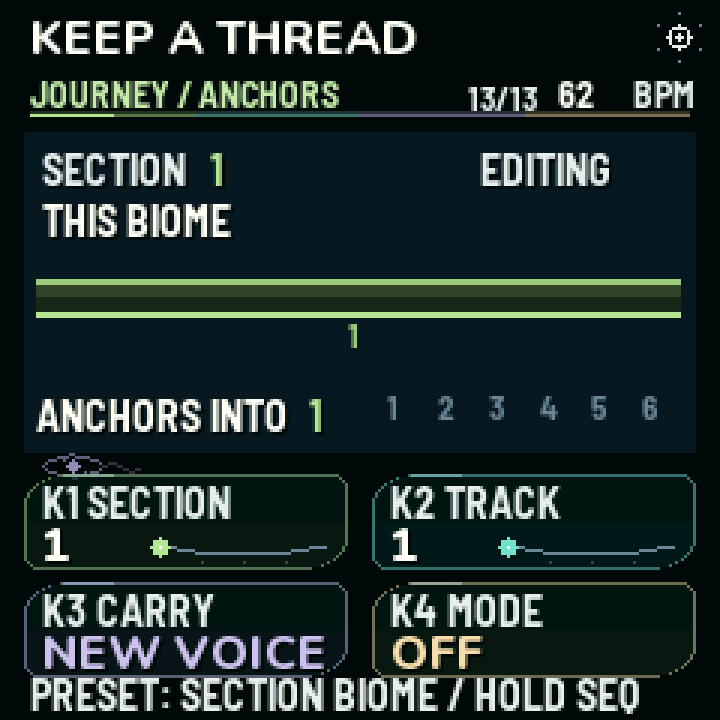 KEEP A THREAD
JOURNEY / ANCHORS 13/13 62 BPM
SECTION 1 EDITING
THIS BIOME
1
ANCHORS INTO 1 1 2 3 4 5 6
K1 SECTION
1
K2 TRACK
1
K3 CARRY
NEW VOICE
K4 MODE
OFF
PRESET: SECTION BIOME / HOLD SEQ